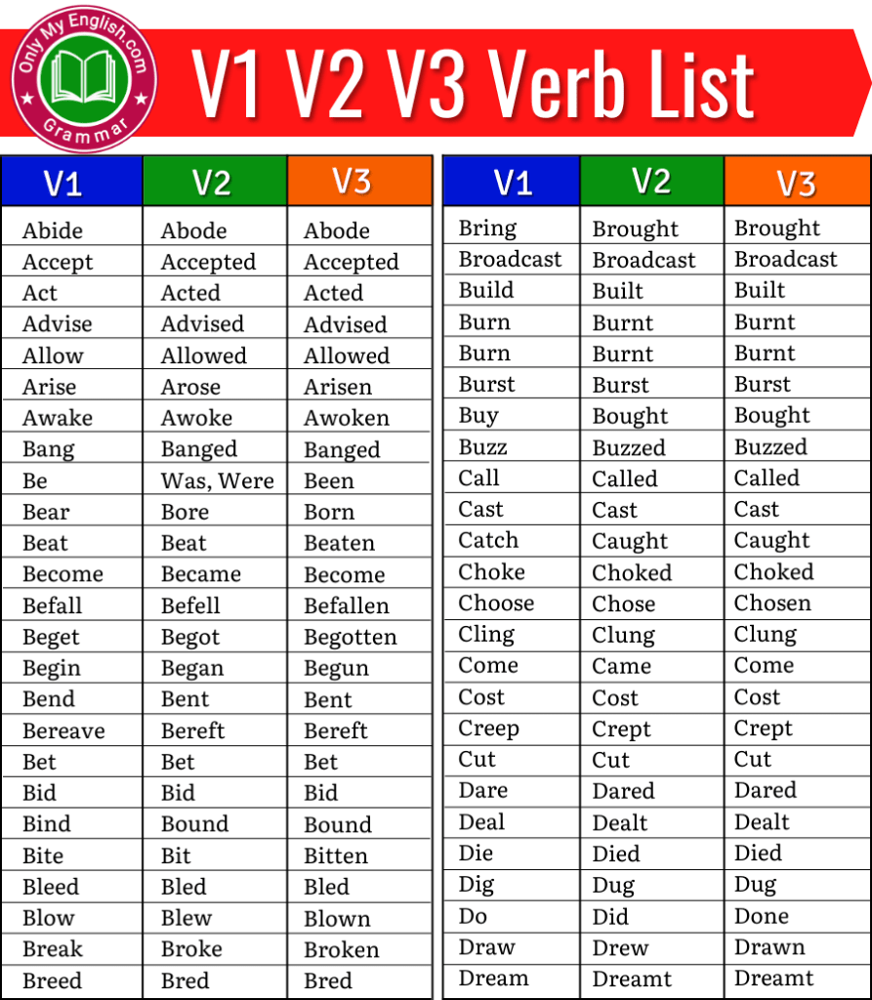 OnlyMyEnglish.com
Grammar
V1 V2 V3 Verb List
V1 V2 V3
Abide Abode Abode
Accept Accepted Accepted
Act Acted Acted
Advise Advised Advised
Allow Allowed Allowed
Arise Arose Arisen
Awake Awoke Awoken
Bang Banged Banged
Be Was, Were Been
Bear Bore Born
Beat Beat Beaten
Become Became Become
Befall Befell Befallen
Beget Begot Begotten
Begin Began Begun
Bend Bent Bent
Bereave Bereft Bereft
Bet Bet Bet
Bid Bid Bid
Bind Bound Bound
Bite Bit Bitten
Bleed Bled Bled
Blow Blew Blown
Break Broke Broken
Breed Bred Bred
V1 V2 V3
Bring Brought Brought
Broadcast Broadcast Broadcast
Build Built Built
Burn Burnt Burnt
Burn Burnt Burnt
Burst Burst Burst
Buy Bought Bought
Buzz Buzzed Buzzed
Call Called Called
Cast Cast Cast
Catch Caught Caught
Choke Choked Choked
Choose Chose Chosen
Cling Clung Clung
Come Came Come
Cost Cost Cost
Creep Crept Crept
Cut Cut Cut
Dare Dared Dared
Deal Dealt Dealt
Die Died Died
Dig Dug Dug
Do Did Done
Draw Drew Drawn
Dream Dreamt Dreamt